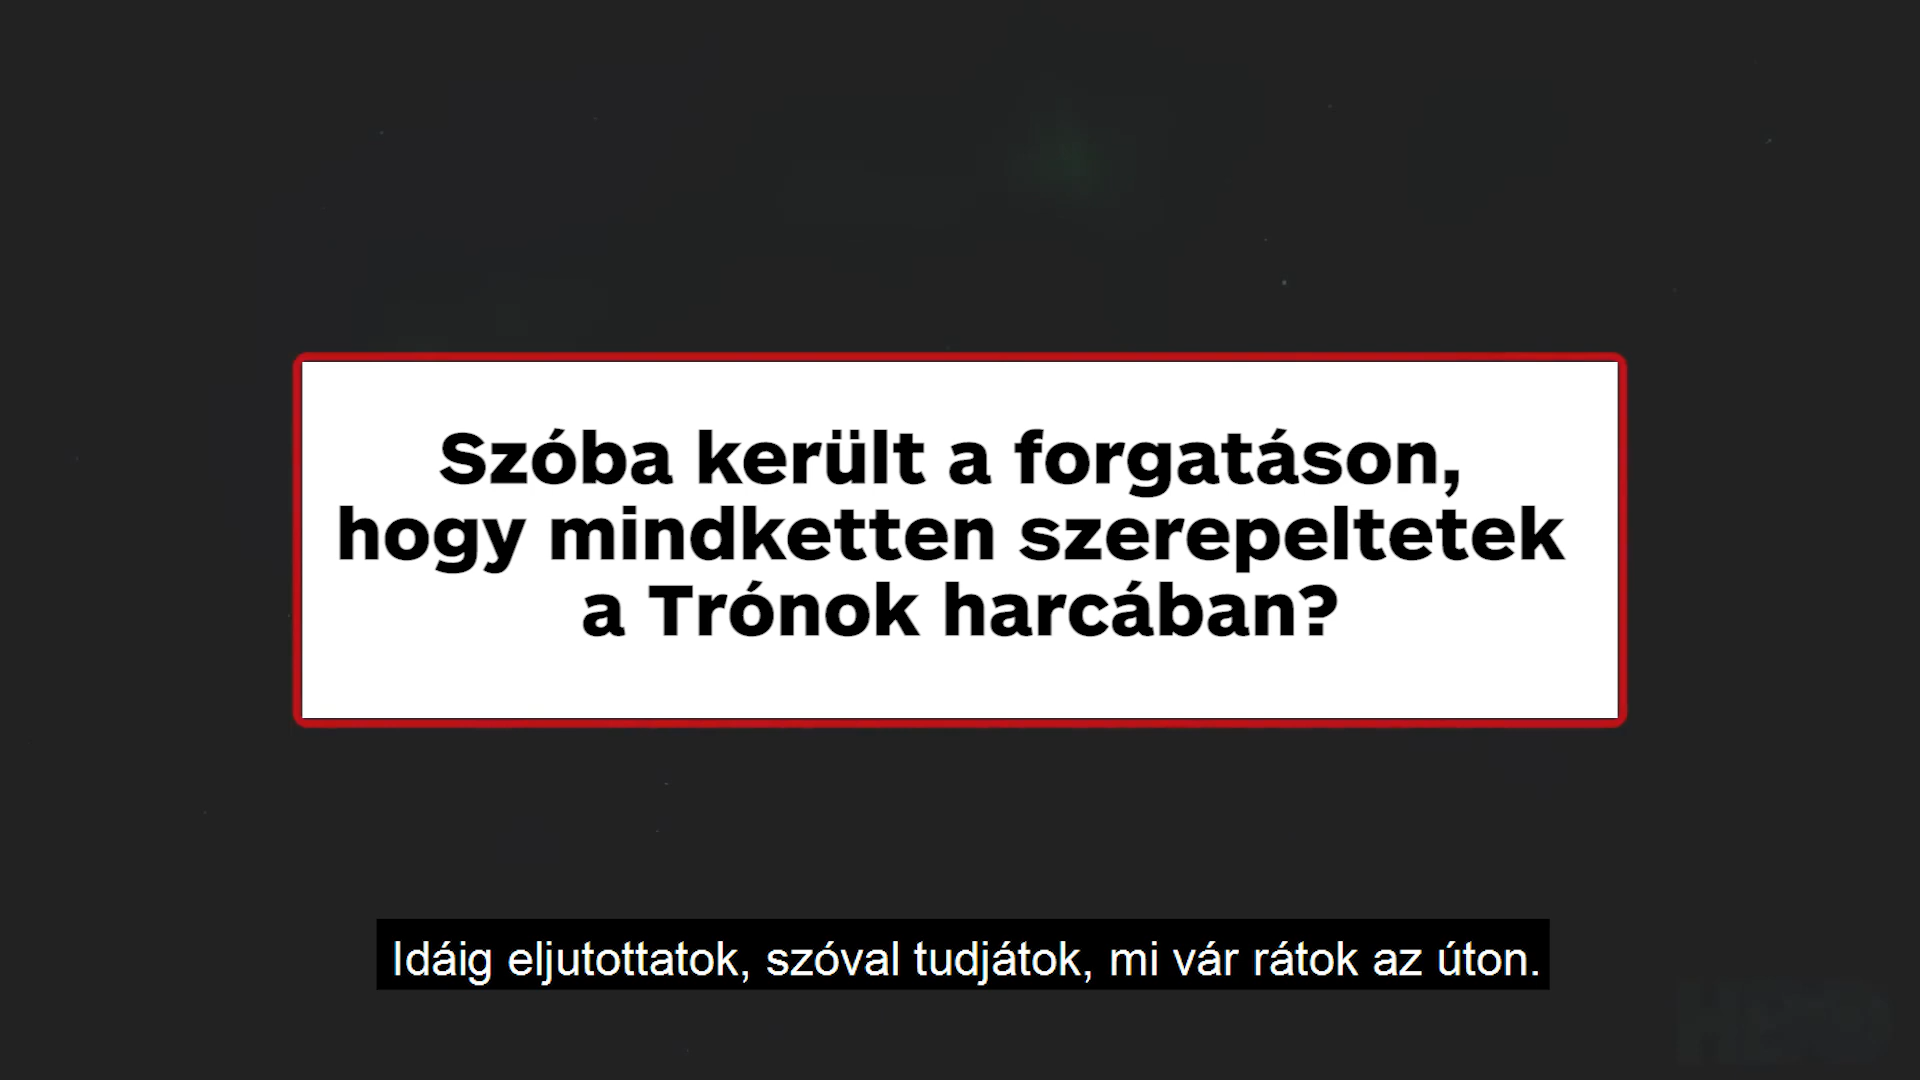 Szóba került a forgatáson,
hogy mindketten szerepeltetek
a Trónok harcában?
Idáig eljutottatok, szóval tudjátok, mi vár rátok az úton.